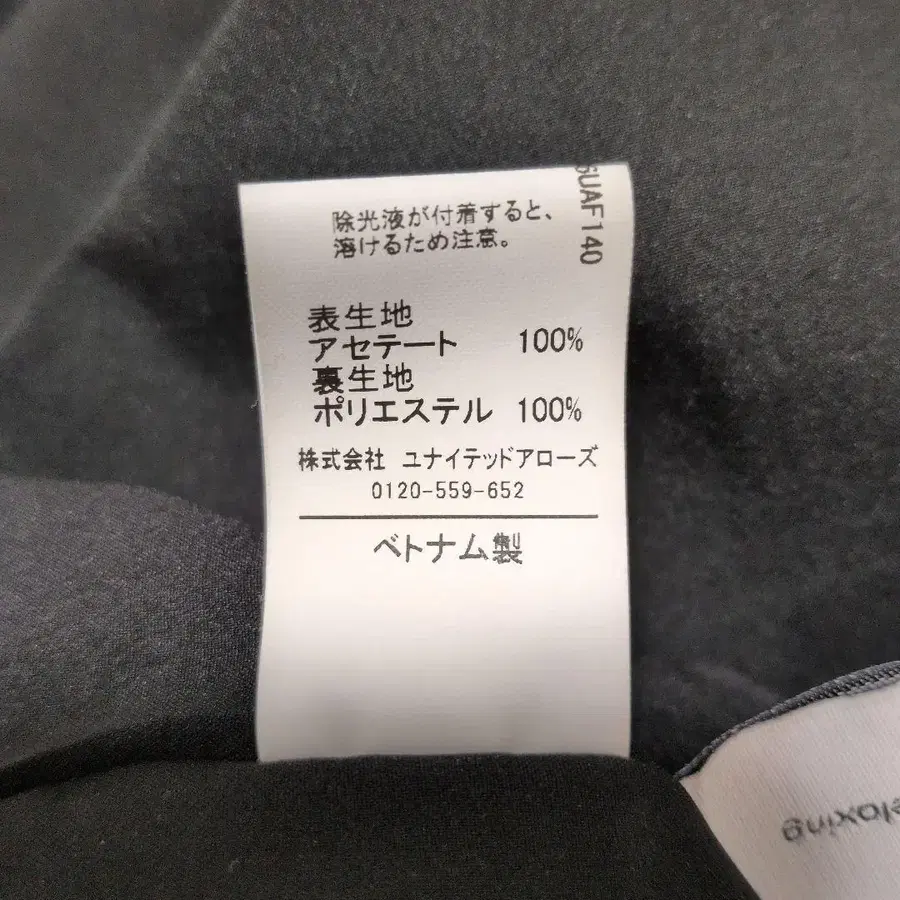 除光液が付着すると、
溶けるため注意。
表生地
アセテート 100%
裏生地
ポリエステル 100%
株式会社 ユナイテッドアローズ
0120-559-652
ベトナム製
SUAF140
elaxing